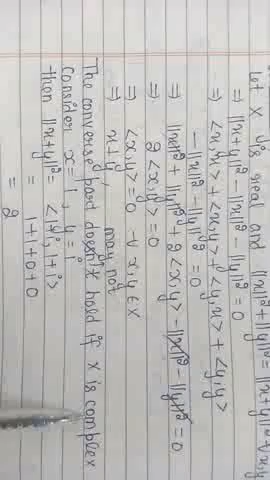 Let X is real and ||x||² + ||y||² = ||x+y||² ∀ x,y
⇒ ||x+y||² - ||x||² - ||y||² = 0
⇒ <x,x> + <x,y> + <y,x> + <y,y>
- ||x||² - ||y||² = 0
⇒ ||x||² + ||y||² + 2 <x,y> - ||x||² - ||y||² = 0
⇒ 2 <x,y> = 0
⇒ <x,y> = 0 ∀ x,y ∈ X
⇒ x⊥y
may not
The converse part doesn't hold if X is complex
Consider x = 1, y = i
then ||x+y||² = <1+i, 1+i>
= 1+1+0+0
= 2